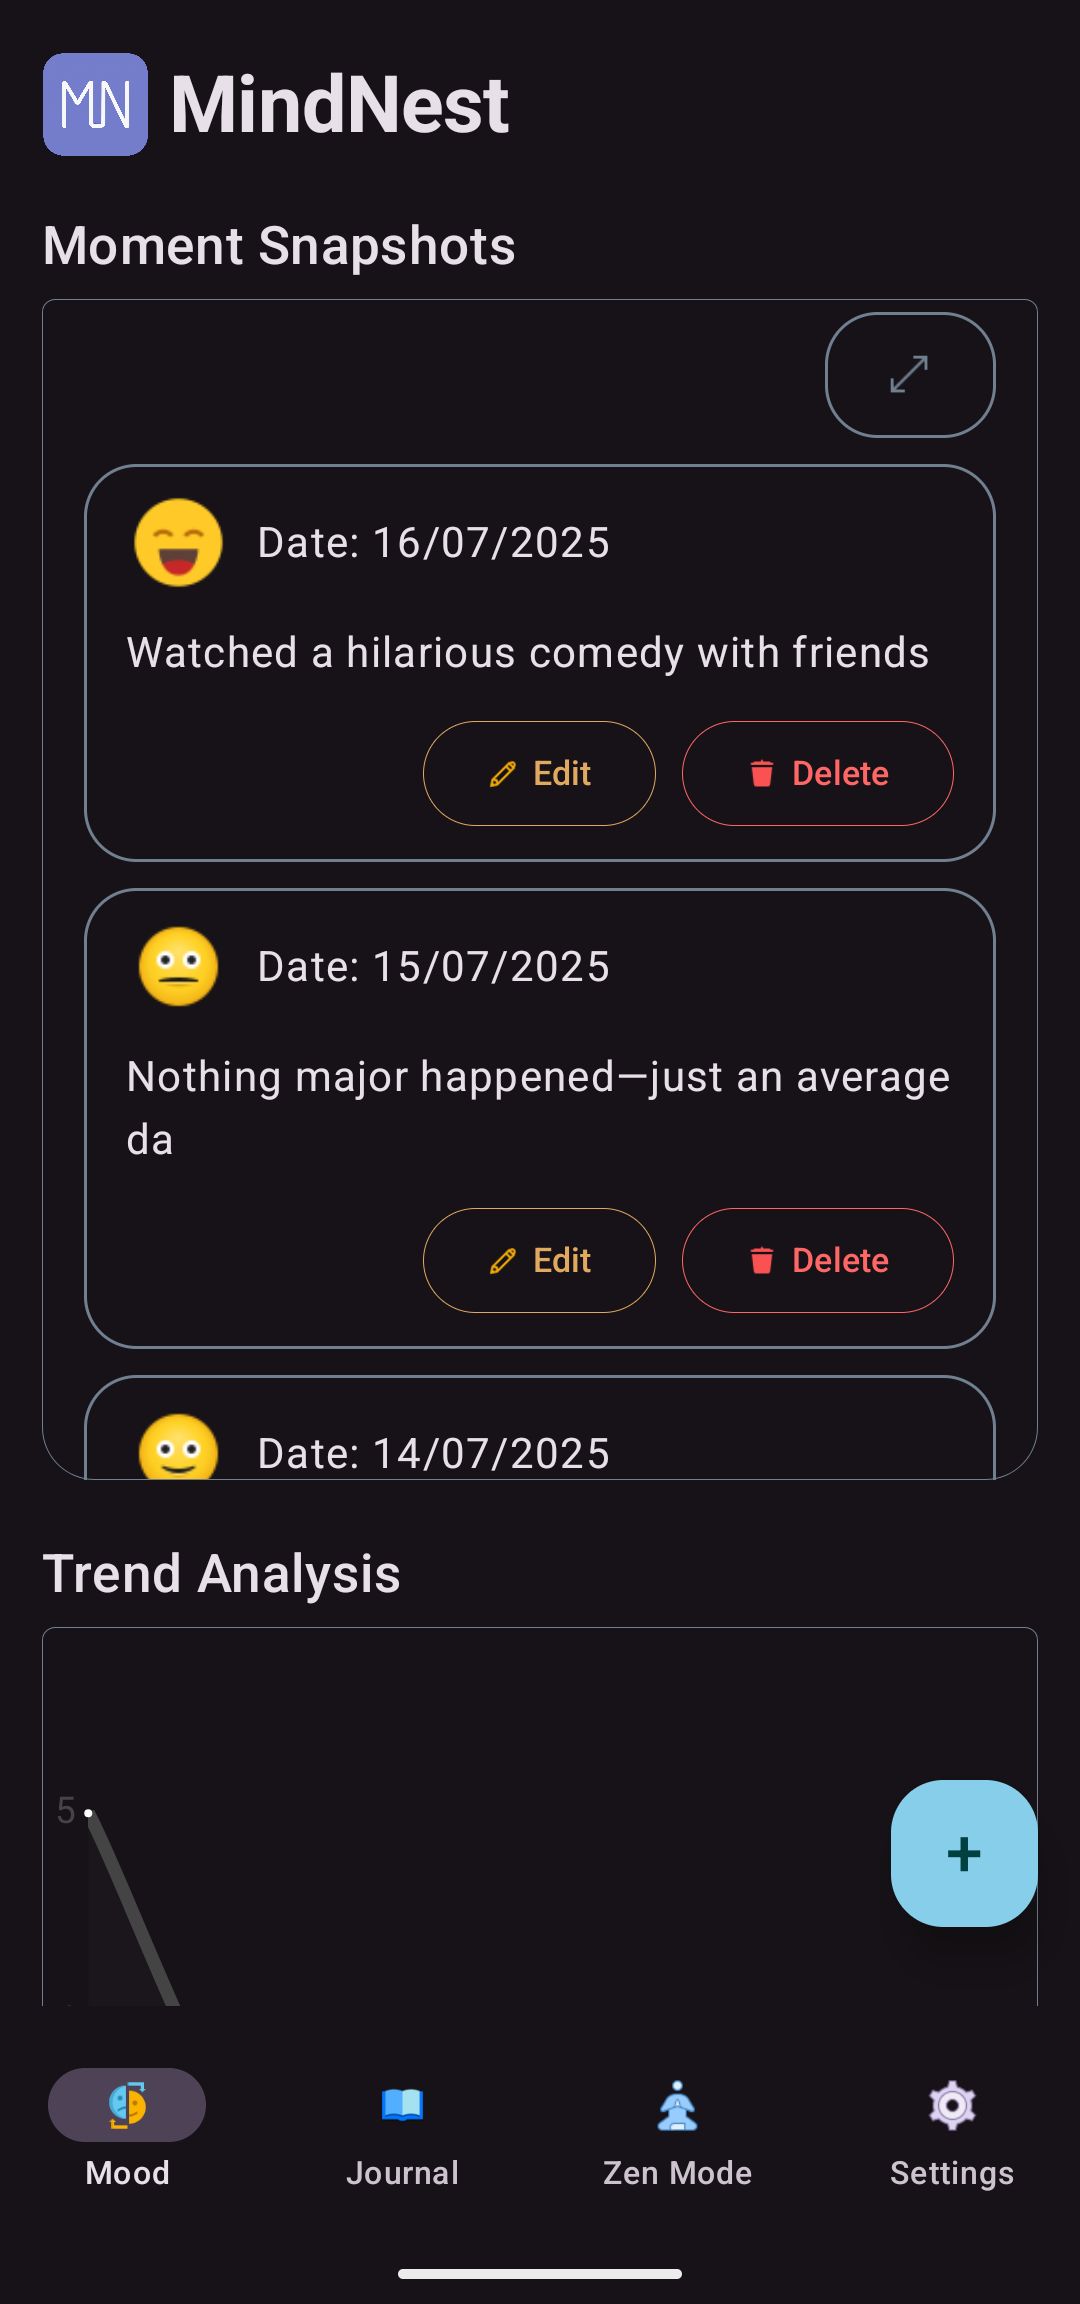 MN MindNest
Moment Snapshots
Date: 16/07/2025
Watched a hilarious comedy with friends
Edit
Delete
Date: 15/07/2025
Nothing major happened—just an average
da
Edit
Delete
Date: 14/07/2025
Trend Analysis
5
+
Mood
Journal
Zen Mode
Settings